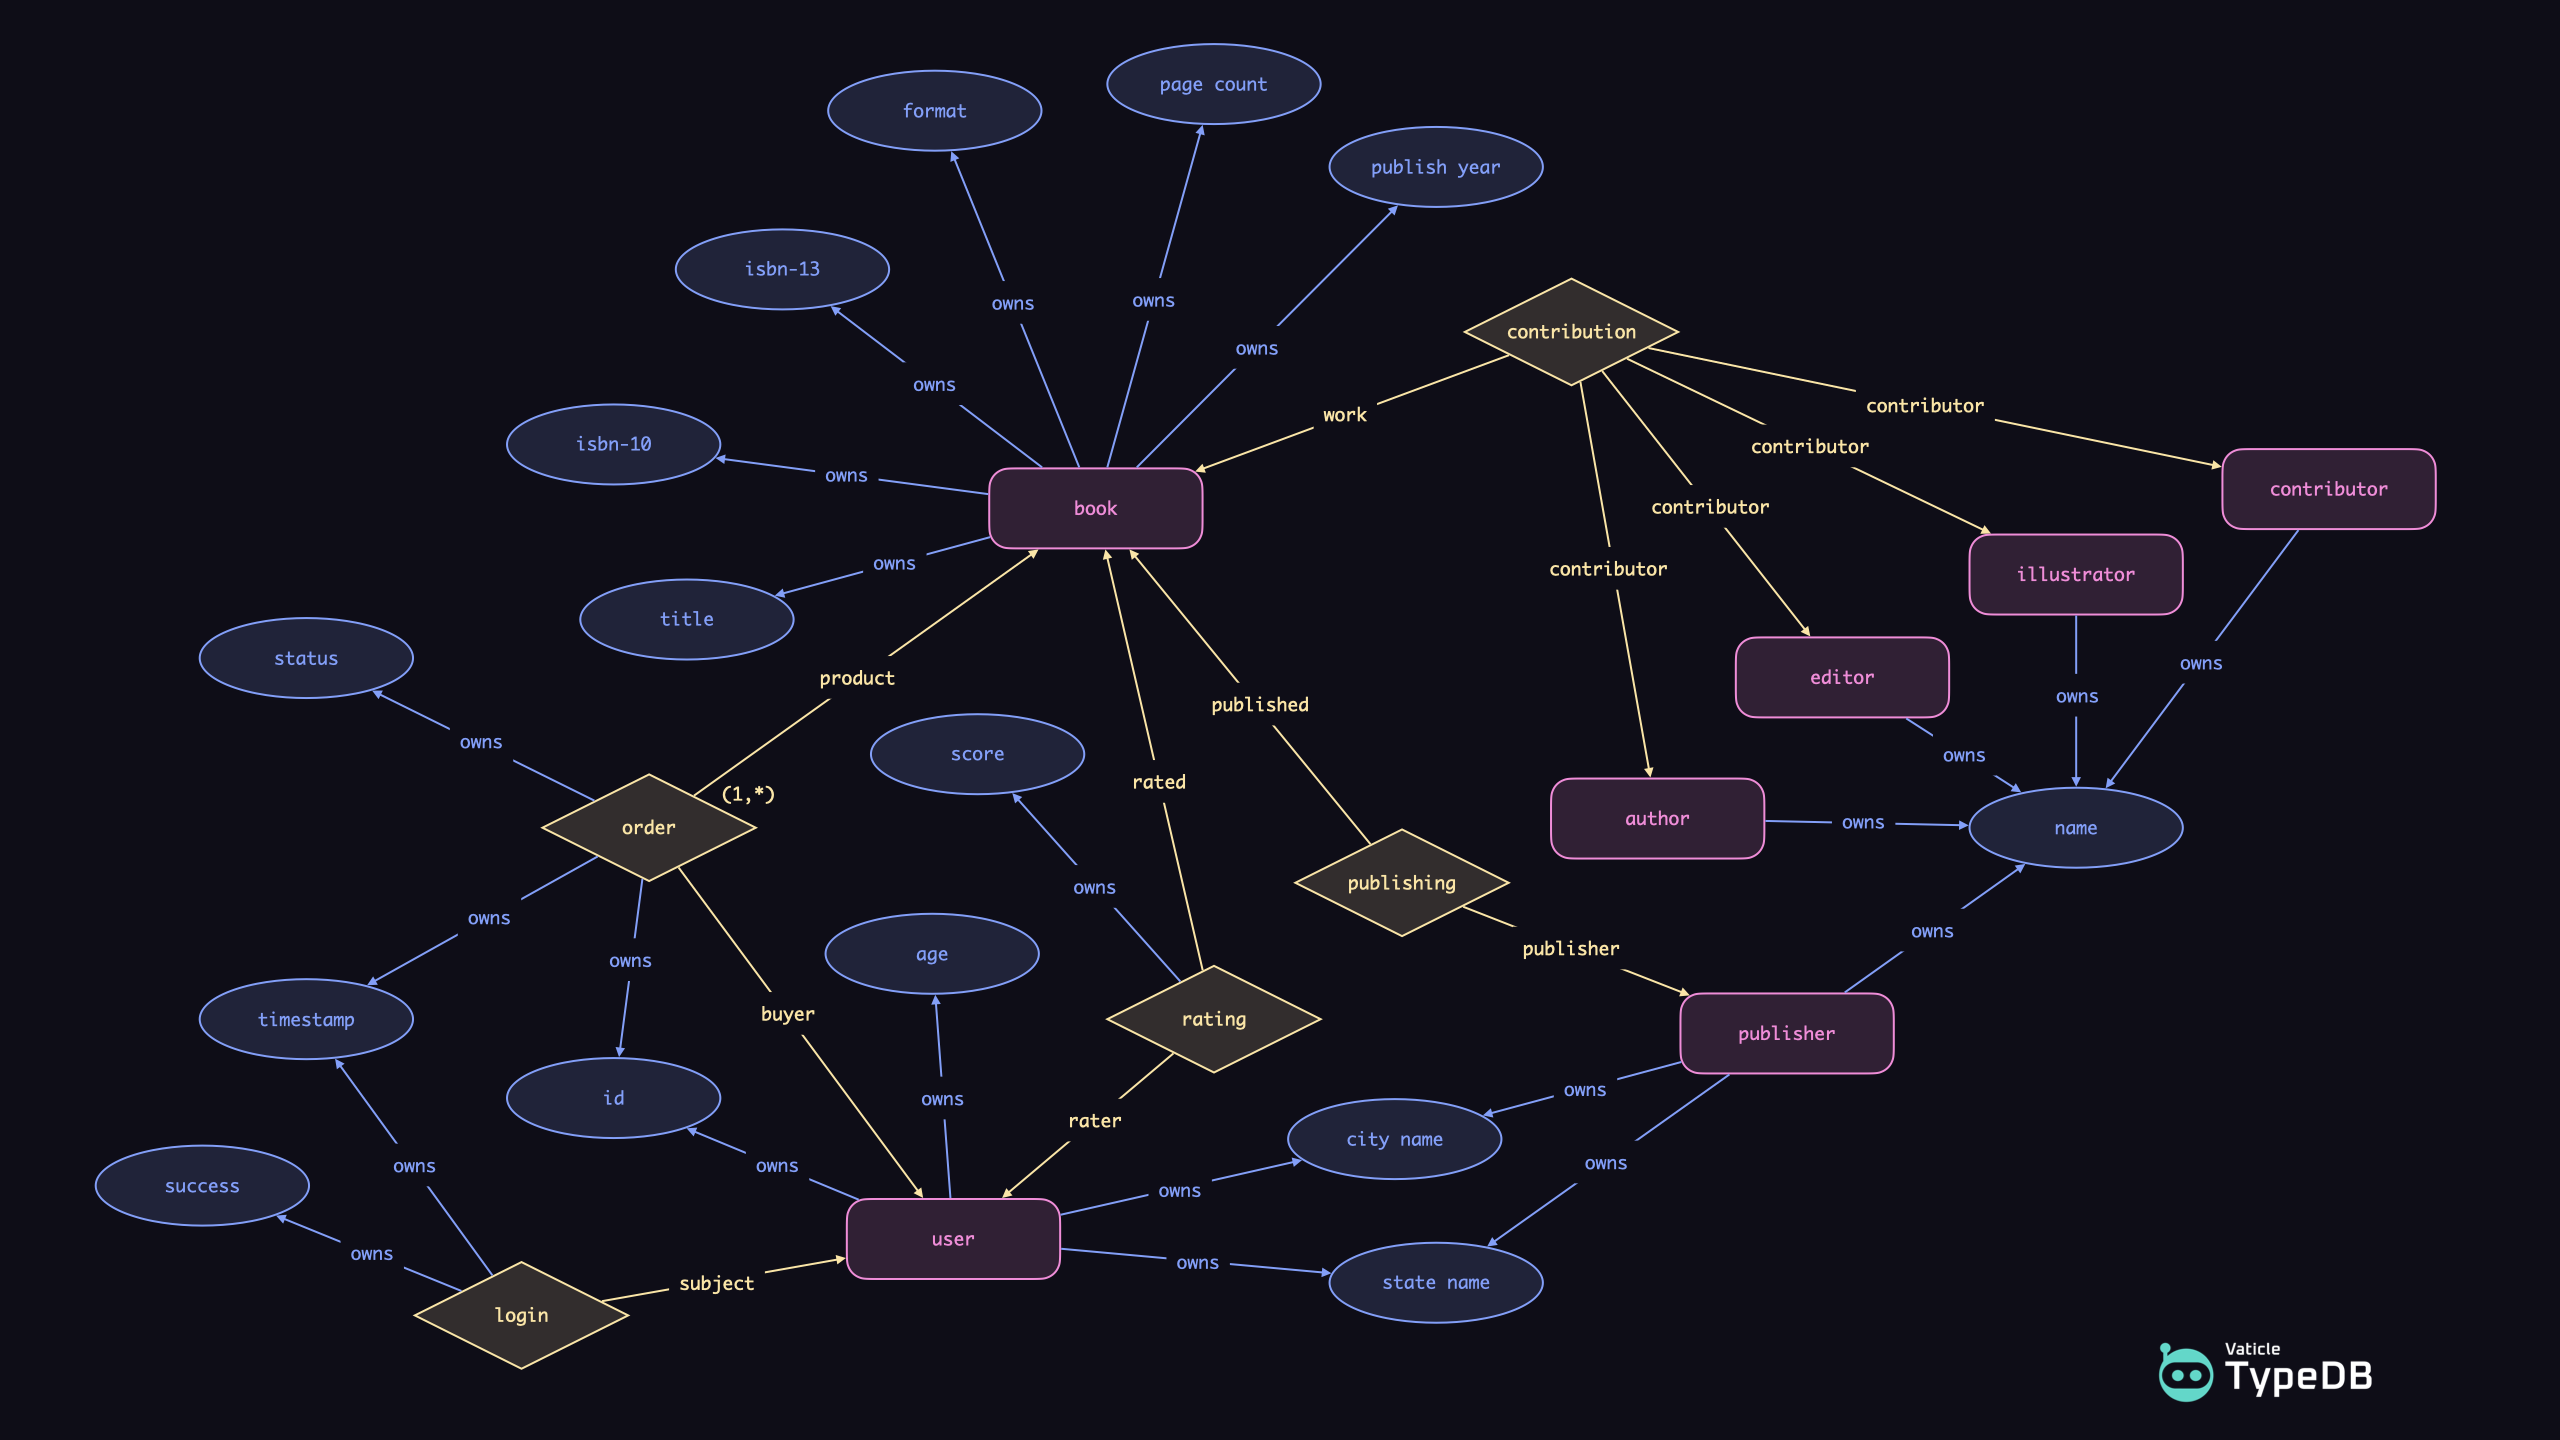 page count
format
publish year
isbn-13
owns
owns
contribution
owns
owns
contributor
work
isbn-10
contributor
owns
contributor
book
contributor
owns
contributor
illustrator
title
status
owns
editor
product
owns
published
owns
score
owns
rated
(1,*)
author
owns
name
order
publishing
owns
owns
owns
publisher
age
owns
buyer
timestamp
rating
publisher
id
owns
owns
rater
city name
owns
owns
owns
success
owns
user
owns
owns
state name
subject
login
Vaticle
TypeDB